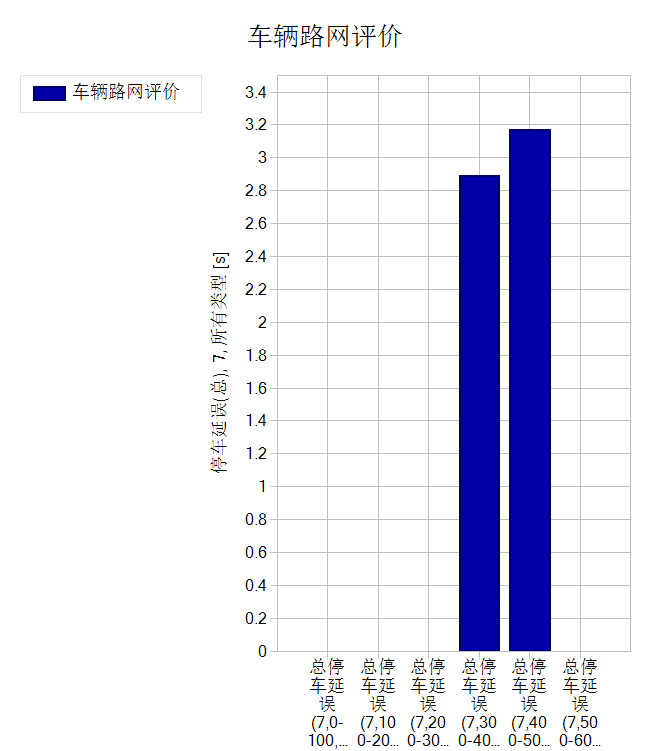 车辆路网评价
车辆路网评价
停车延误(总), 7, 所有类型 [s]
3.4
3.2
3
2.8
2.6
2.4
2.2
2
1.8
1.6
1.4
1.2
1
0.8
0.6
0.4
0.2
0
总停
车延
误
(7,0-
100,...
总停
车延
误
(7,10
0-20...
总停
车延
误
(7,20
0-30...
总停
车延
误
(7,30
0-40...
总停
车延
误
(7,40
0-50...
总停
车延
误
(7,50
0-60...